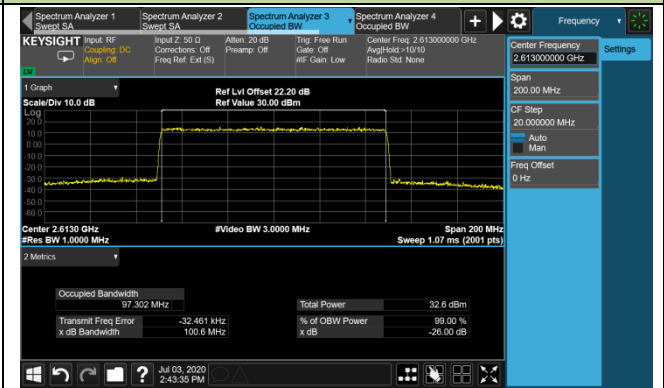 Spectrum Analyzer 1
Swept SA
Spectrum Analyzer 2
Swept SA
Spectrum Analyzer 3
Occupied BW
Spectrum Analyzer 4
Occupied BW
+
Frequency
KEYSIGHT
Input: RF
Coupling: DC
Align: Off
Input Z: 50 Ω
Corrections: Off
Freq Ref: Ext (S)
Atten: 20 dB
Preamp: Off
Trig: Free Run
Gate: Off
#IF Gain: Low
Center Freq: 2.613000000 GHz
Avg|Hold:>10/10
Radio Std: None
Center Frequency
2.613000000 GHz
Settings
Span
200.00 MHz
CF Step
20.000000 MHz
Auto
Man
Freq Offset
0 Hz
1 Graph
Scale/Div 10.0 dB
Ref Lvl Offset 22.20 dB
Ref Value 30.00 dBm
Log
20.0
10.0
0.00
-10.0
-20.0
-30.0
-40.0
-50.0
-60.0
Center 2.6130 GHz
#Video BW 3.0000 MHz
Span 200 MHz
#Res BW 1.0000 MHz
Sweep 1.07 ms (2001 pts)
2 Metrics
Occupied Bandwidth
97.302 MHz
Total Power
32.6 dBm
Transmit Freq Error
-32.461 kHz
% of OBW Power
99.00 %
x dB Bandwidth
100.6 MHz
x dB
-26.00 dB
?
Jul 03, 2020
2:43:35 PM